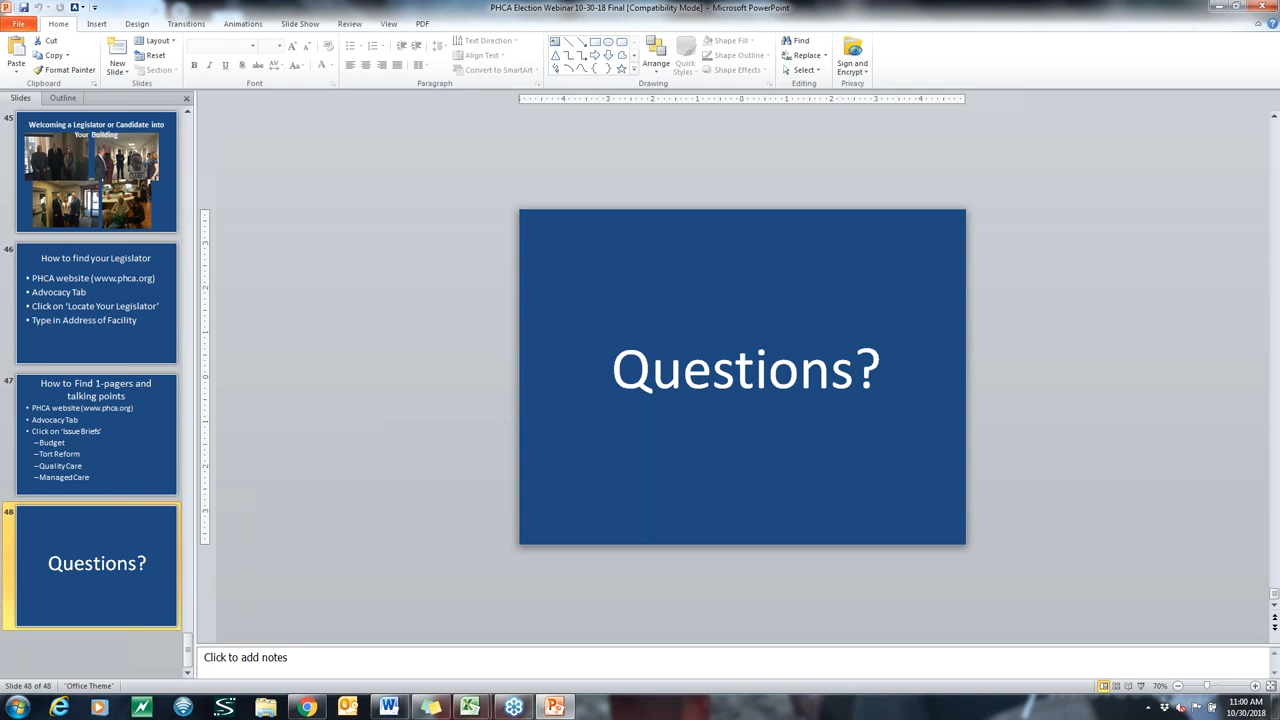 PHCA Election Webinar 10-30-18 Final [Compatibility Mode] - Microsoft PowerPoint
File
Home
Insert
Design
Transitions
Animations
Slide Show
Review
View
PDF
Paste
Cut
Copy
Format Painter
Clipboard
New
Slide
Layout
Reset
Section
Slides
B
I
U
S
abc
AV
Aa
A
Font
Text Direction
Align Text
Convert to SmartArt
Paragraph
Arrange
Quick
Styles
Shape Fill
Shape Outline
Shape Effects
Drawing
Find
Replace
Select
Editing
Sign and
Encrypt
Privacy
Slides
Outline
45
Welcoming a Legislator or Candidate into
Your Building
46
How to find your Legislator
• PHCA website (www.phca.org)
• Advocacy Tab
• Click on 'Locate Your Legislator'
• Type in Address of Facility
47
How to Find 1-pagers and
talking points
• PHCA website (www.phca.org)
• Advocacy Tab
• Click on 'Issue Briefs'
–Budget
–Tort Reform
–Quality Care
–Managed Care
48
Questions?
Questions?
Click to add notes
Slide 48 of 48
"Office Theme"
70%
11:00 AM
10/30/2018